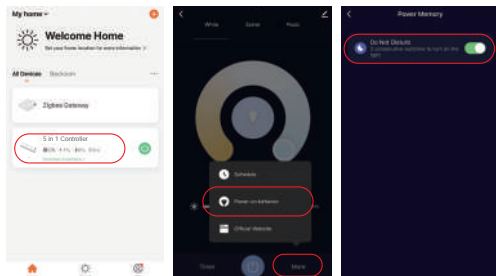 My home
Welcome Home
Set your home location for more information >
All Devices Bedroom ...
Zigbee Gateway
5 in 1 Controller
White Scene Music
Schedule
Power-on behavior
Official Website
Timer
More
Power Memory
Do Not Disturb